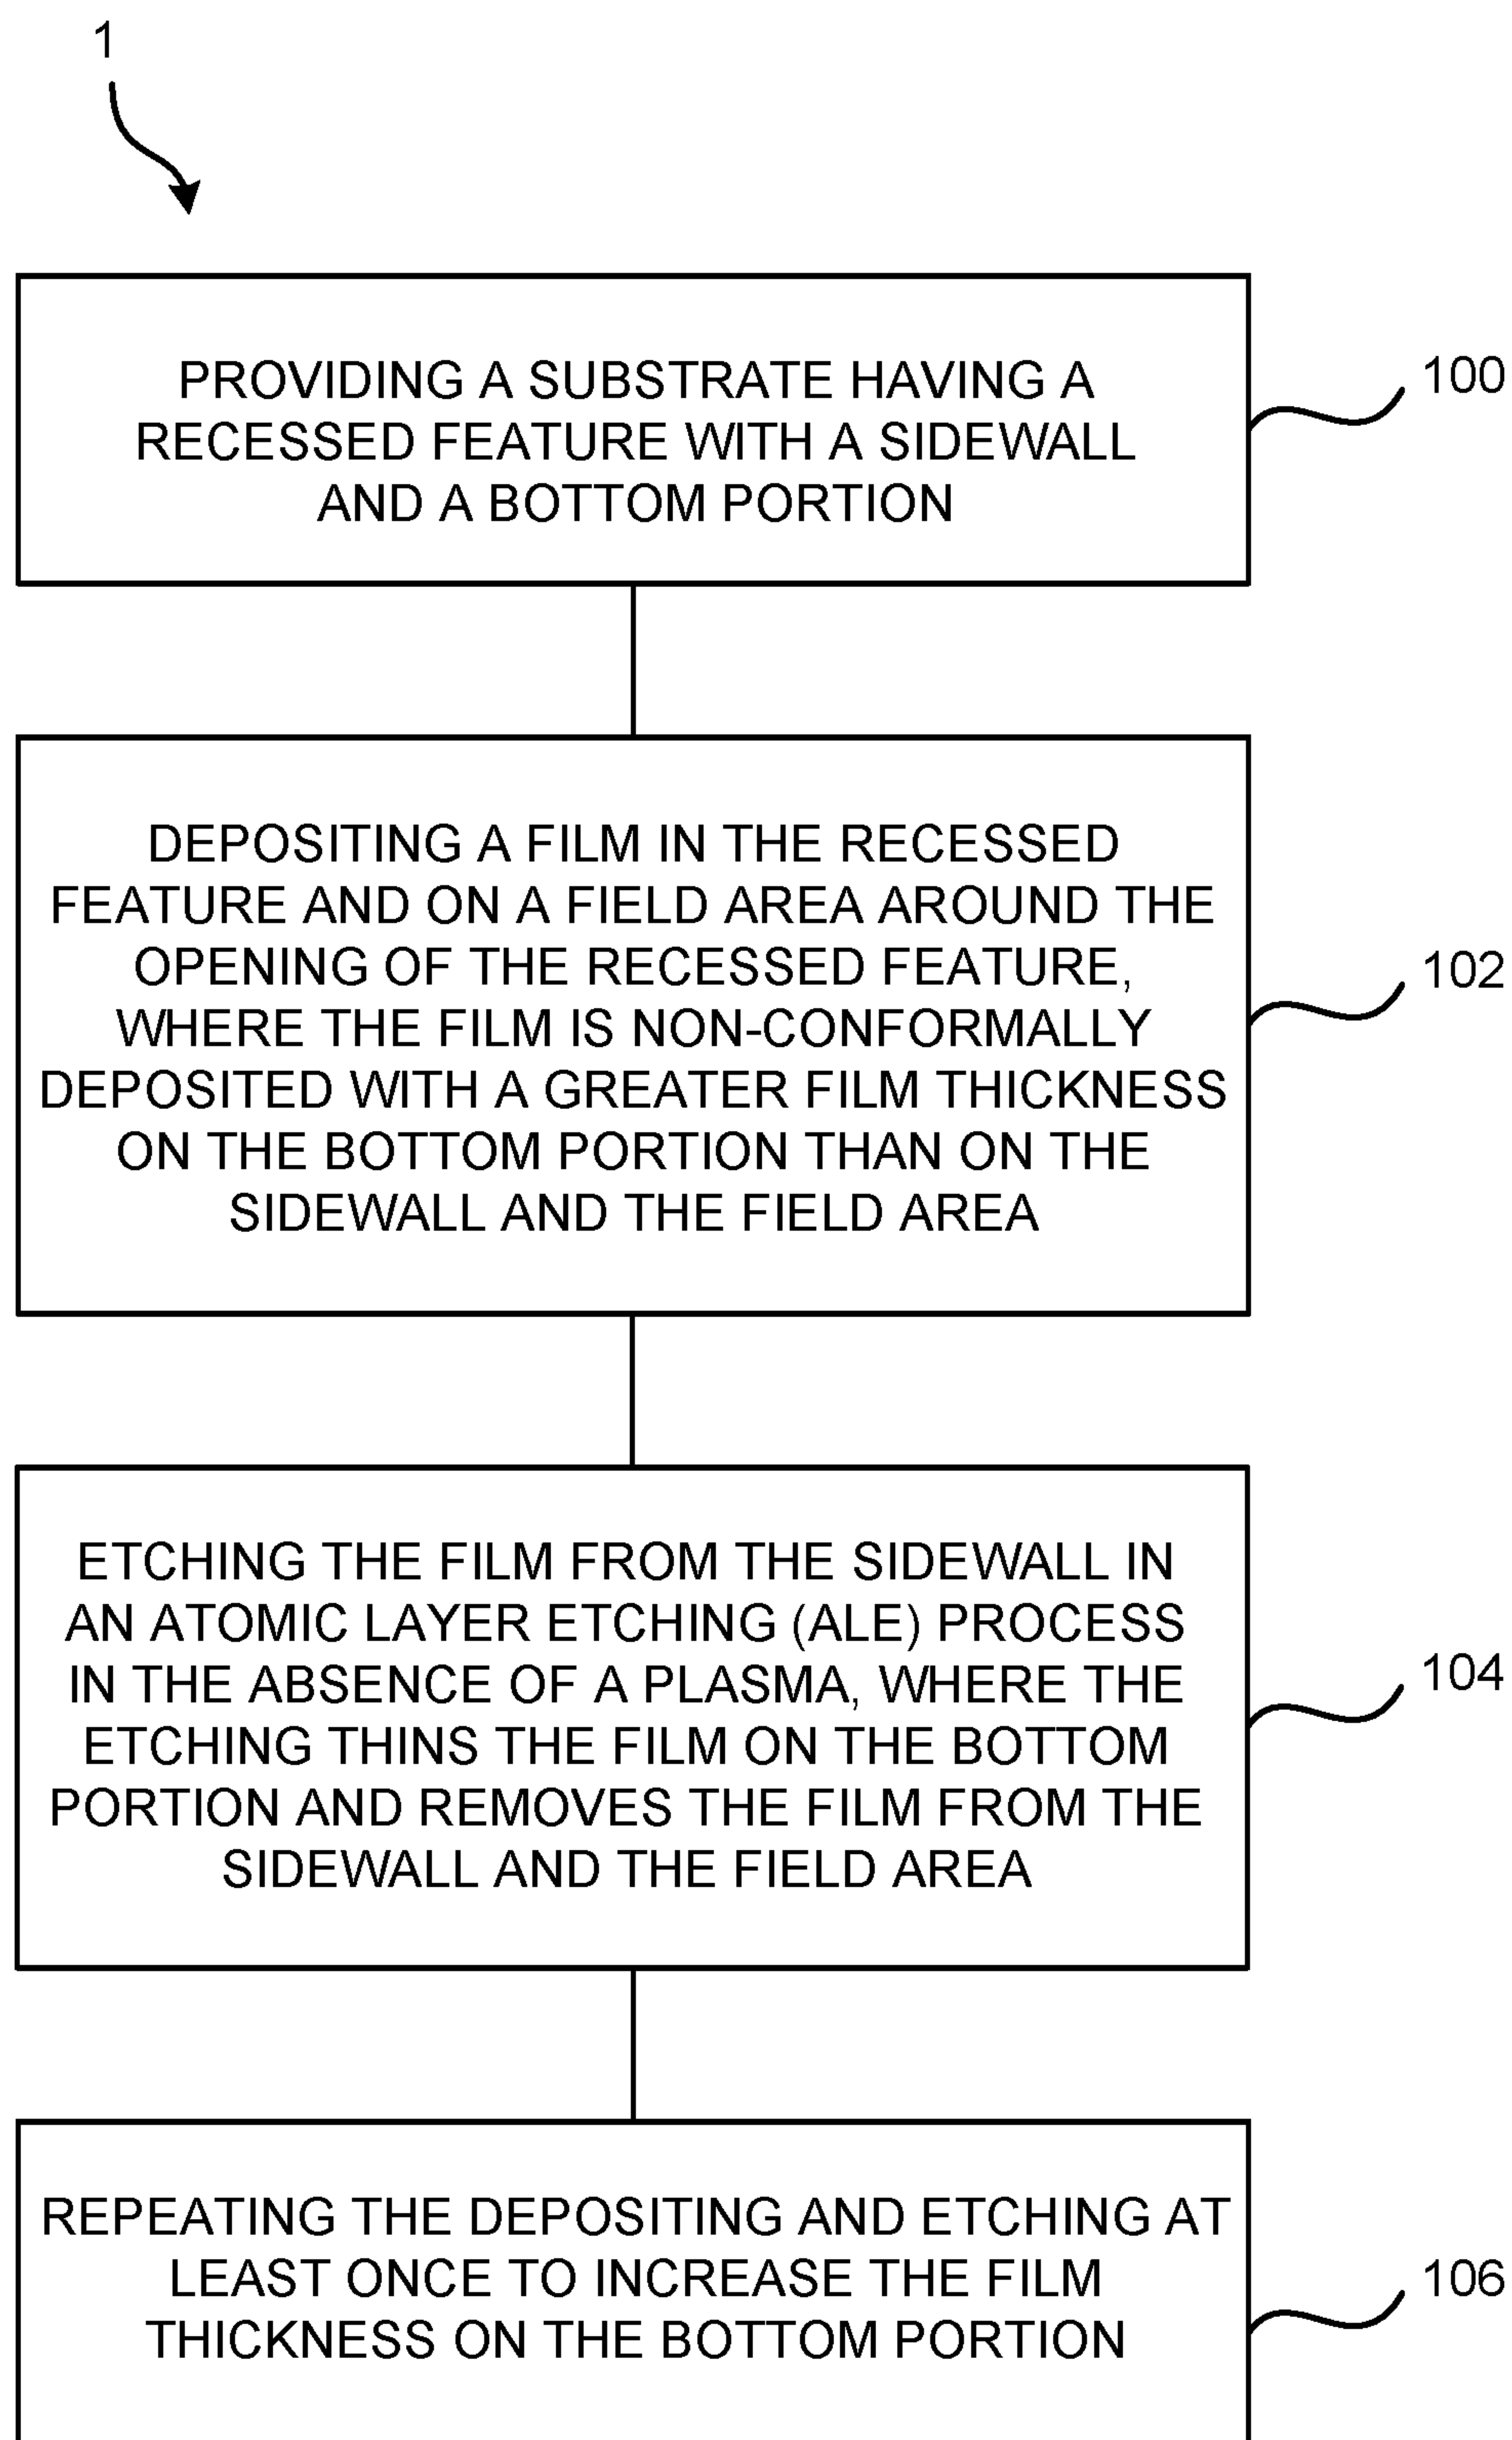 1
PROVIDING A SUBSTRATE HAVING A
RECESSED FEATURE WITH A SIDEWALL
AND A BOTTOM PORTION
100
DEPOSITING A FILM IN THE RECESSED
FEATURE AND ON A FIELD AREA AROUND THE
OPENING OF THE RECESSED FEATURE,
WHERE THE FILM IS NON-CONFORMALLY
DEPOSITED WITH A GREATER FILM THICKNESS
ON THE BOTTOM PORTION THAN ON THE
SIDEWALL AND THE FIELD AREA
102
ETCHING THE FILM FROM THE SIDEWALL IN
AN ATOMIC LAYER ETCHING (ALE) PROCESS
IN THE ABSENCE OF A PLASMA, WHERE THE
ETCHING THINS THE FILM ON THE BOTTOM
PORTION AND REMOVES THE FILM FROM THE
SIDEWALL AND THE FIELD AREA
104
REPEATING THE DEPOSITING AND ETCHING AT
LEAST ONCE TO INCREASE THE FILM
THICKNESS ON THE BOTTOM PORTION
106